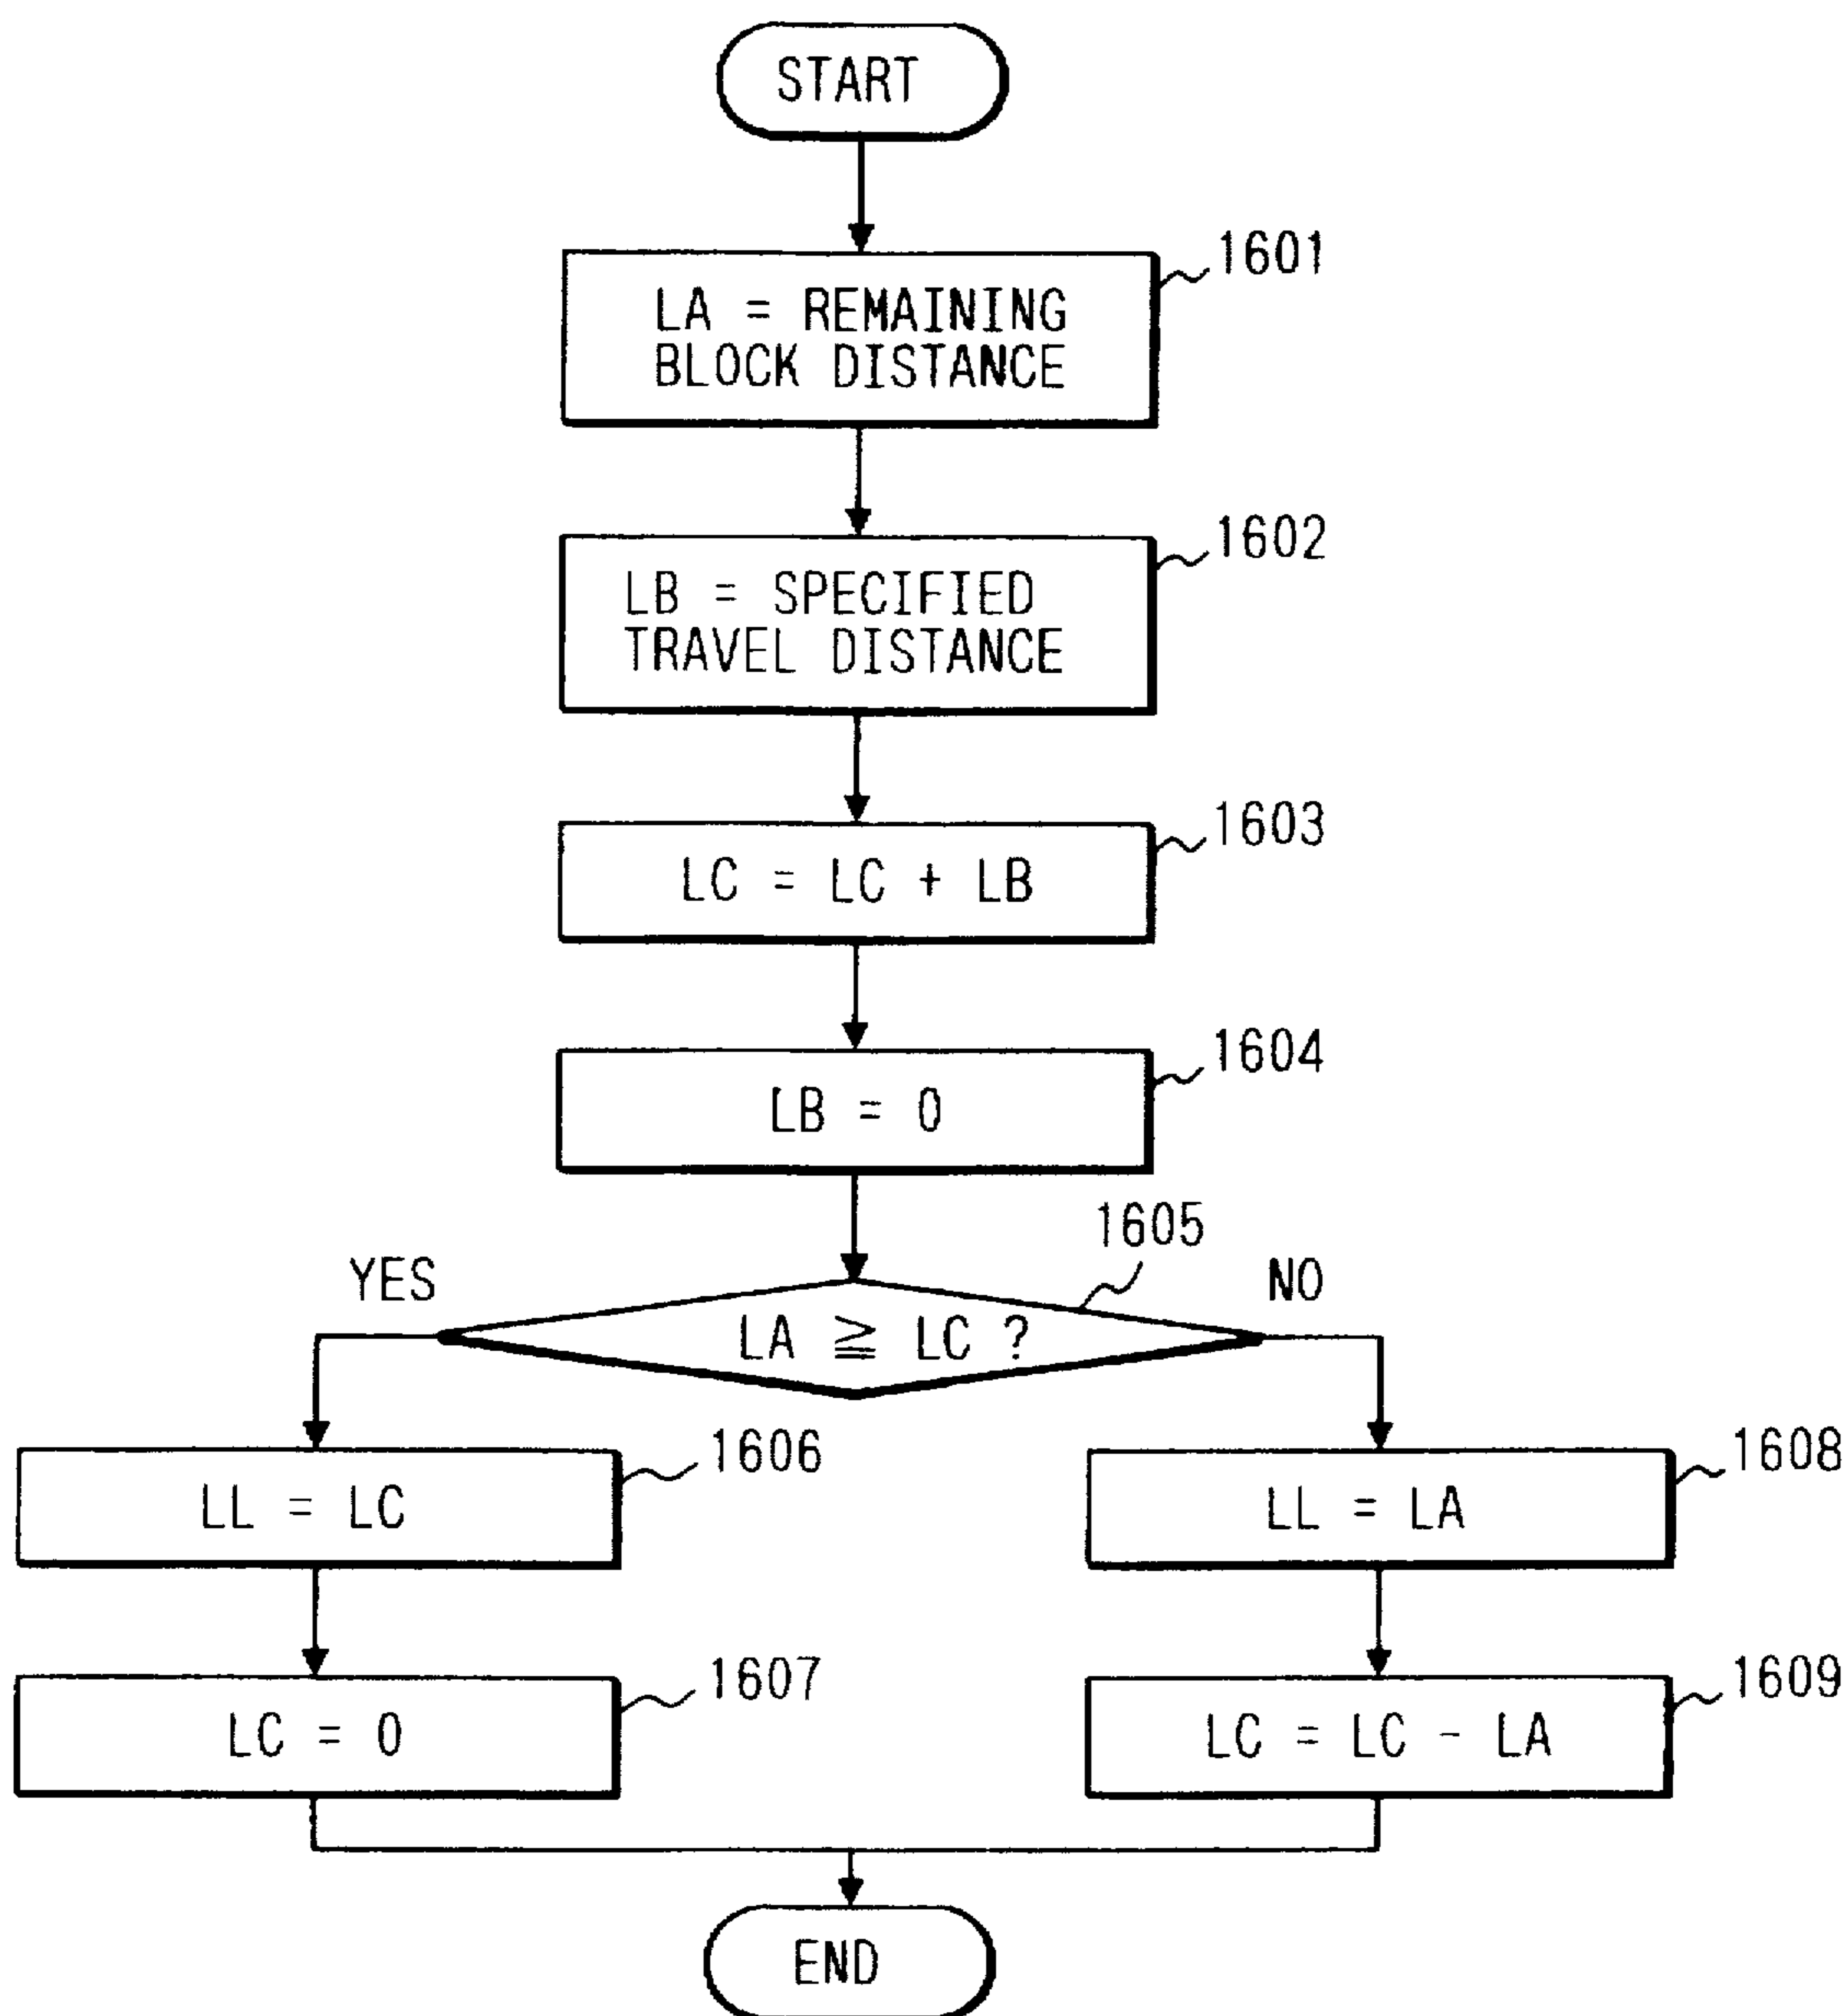 START
1601
LA = REMAINING
BLOCK DISTANCE
1602
LB = SPECIFIED
TRAVEL DISTANCE
1603
LC = LC + LB
1604
LB = 0
1605
YES
NO
LA ≧ LC ?
1606
LL = LC
1608
LL = LA
1607
LC = 0
1609
LC = LC - LA
END